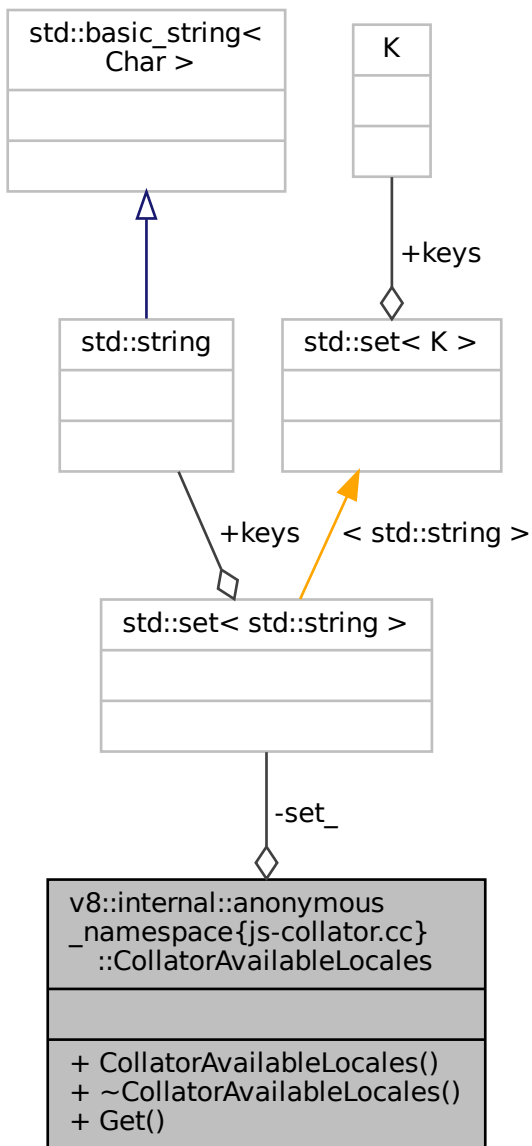 std::basic_string<
Char >
K
+keys
std::string
std::set< K >
+keys
< std::string >
std::set< std::string >
-set_
v8::internal::anonymous
_namespace{js-collator.cc}
::CollatorAvailableLocales
+ CollatorAvailableLocales()
+ ~CollatorAvailableLocales()
+ Get()